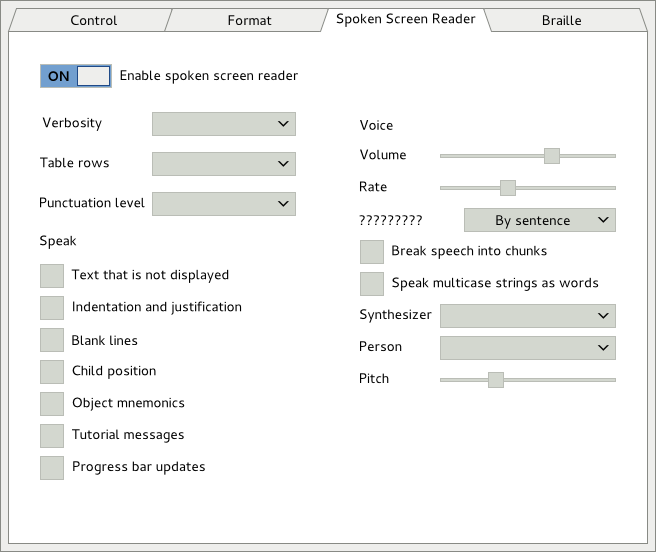 Control
Format
Spoken Screen Reader
Braille
ON
Enable spoken screen reader
Verbosity
Table rows
Punctuation level
Speak
Text that is not displayed
Indentation and justification
Blank lines
Child position
Object mnemonics
Tutorial messages
Progress bar updates
Voice
Volume
Rate
????????? By sentence
Break speech into chunks
Speak multicase strings as words
Synthesizer
Person
Pitch